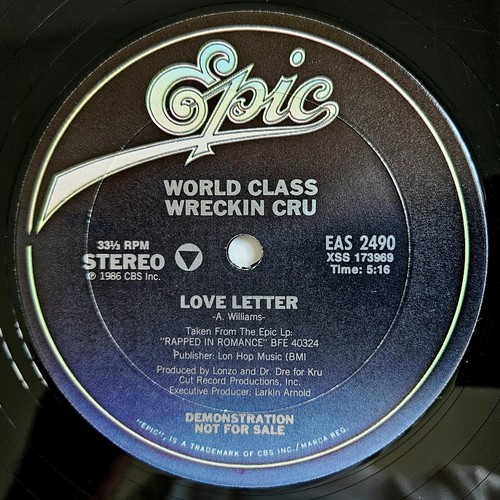 Epic
WORLD CLASS
WRECKIN CRU
33⅓ RPM
STEREO
℗ 1986 CBS Inc.
EAS 2490
XSS 173969
Time: 5:16
LOVE LETTER
-A. Williams-
Taken From The Epic Lp:
"RAPPED IN ROMANCE" BFE 40324
Publisher: Lon Hop Music (BMI
Produced by Lonzo and Dr. Dre for Kru
Cut Record Productions, Inc.
Executive Producer: Larkin Arnold
DEMONSTRATION
NOT FOR SALE
"EPIC", IS A TRADEMARK OF CBS INC./MARCA REG.